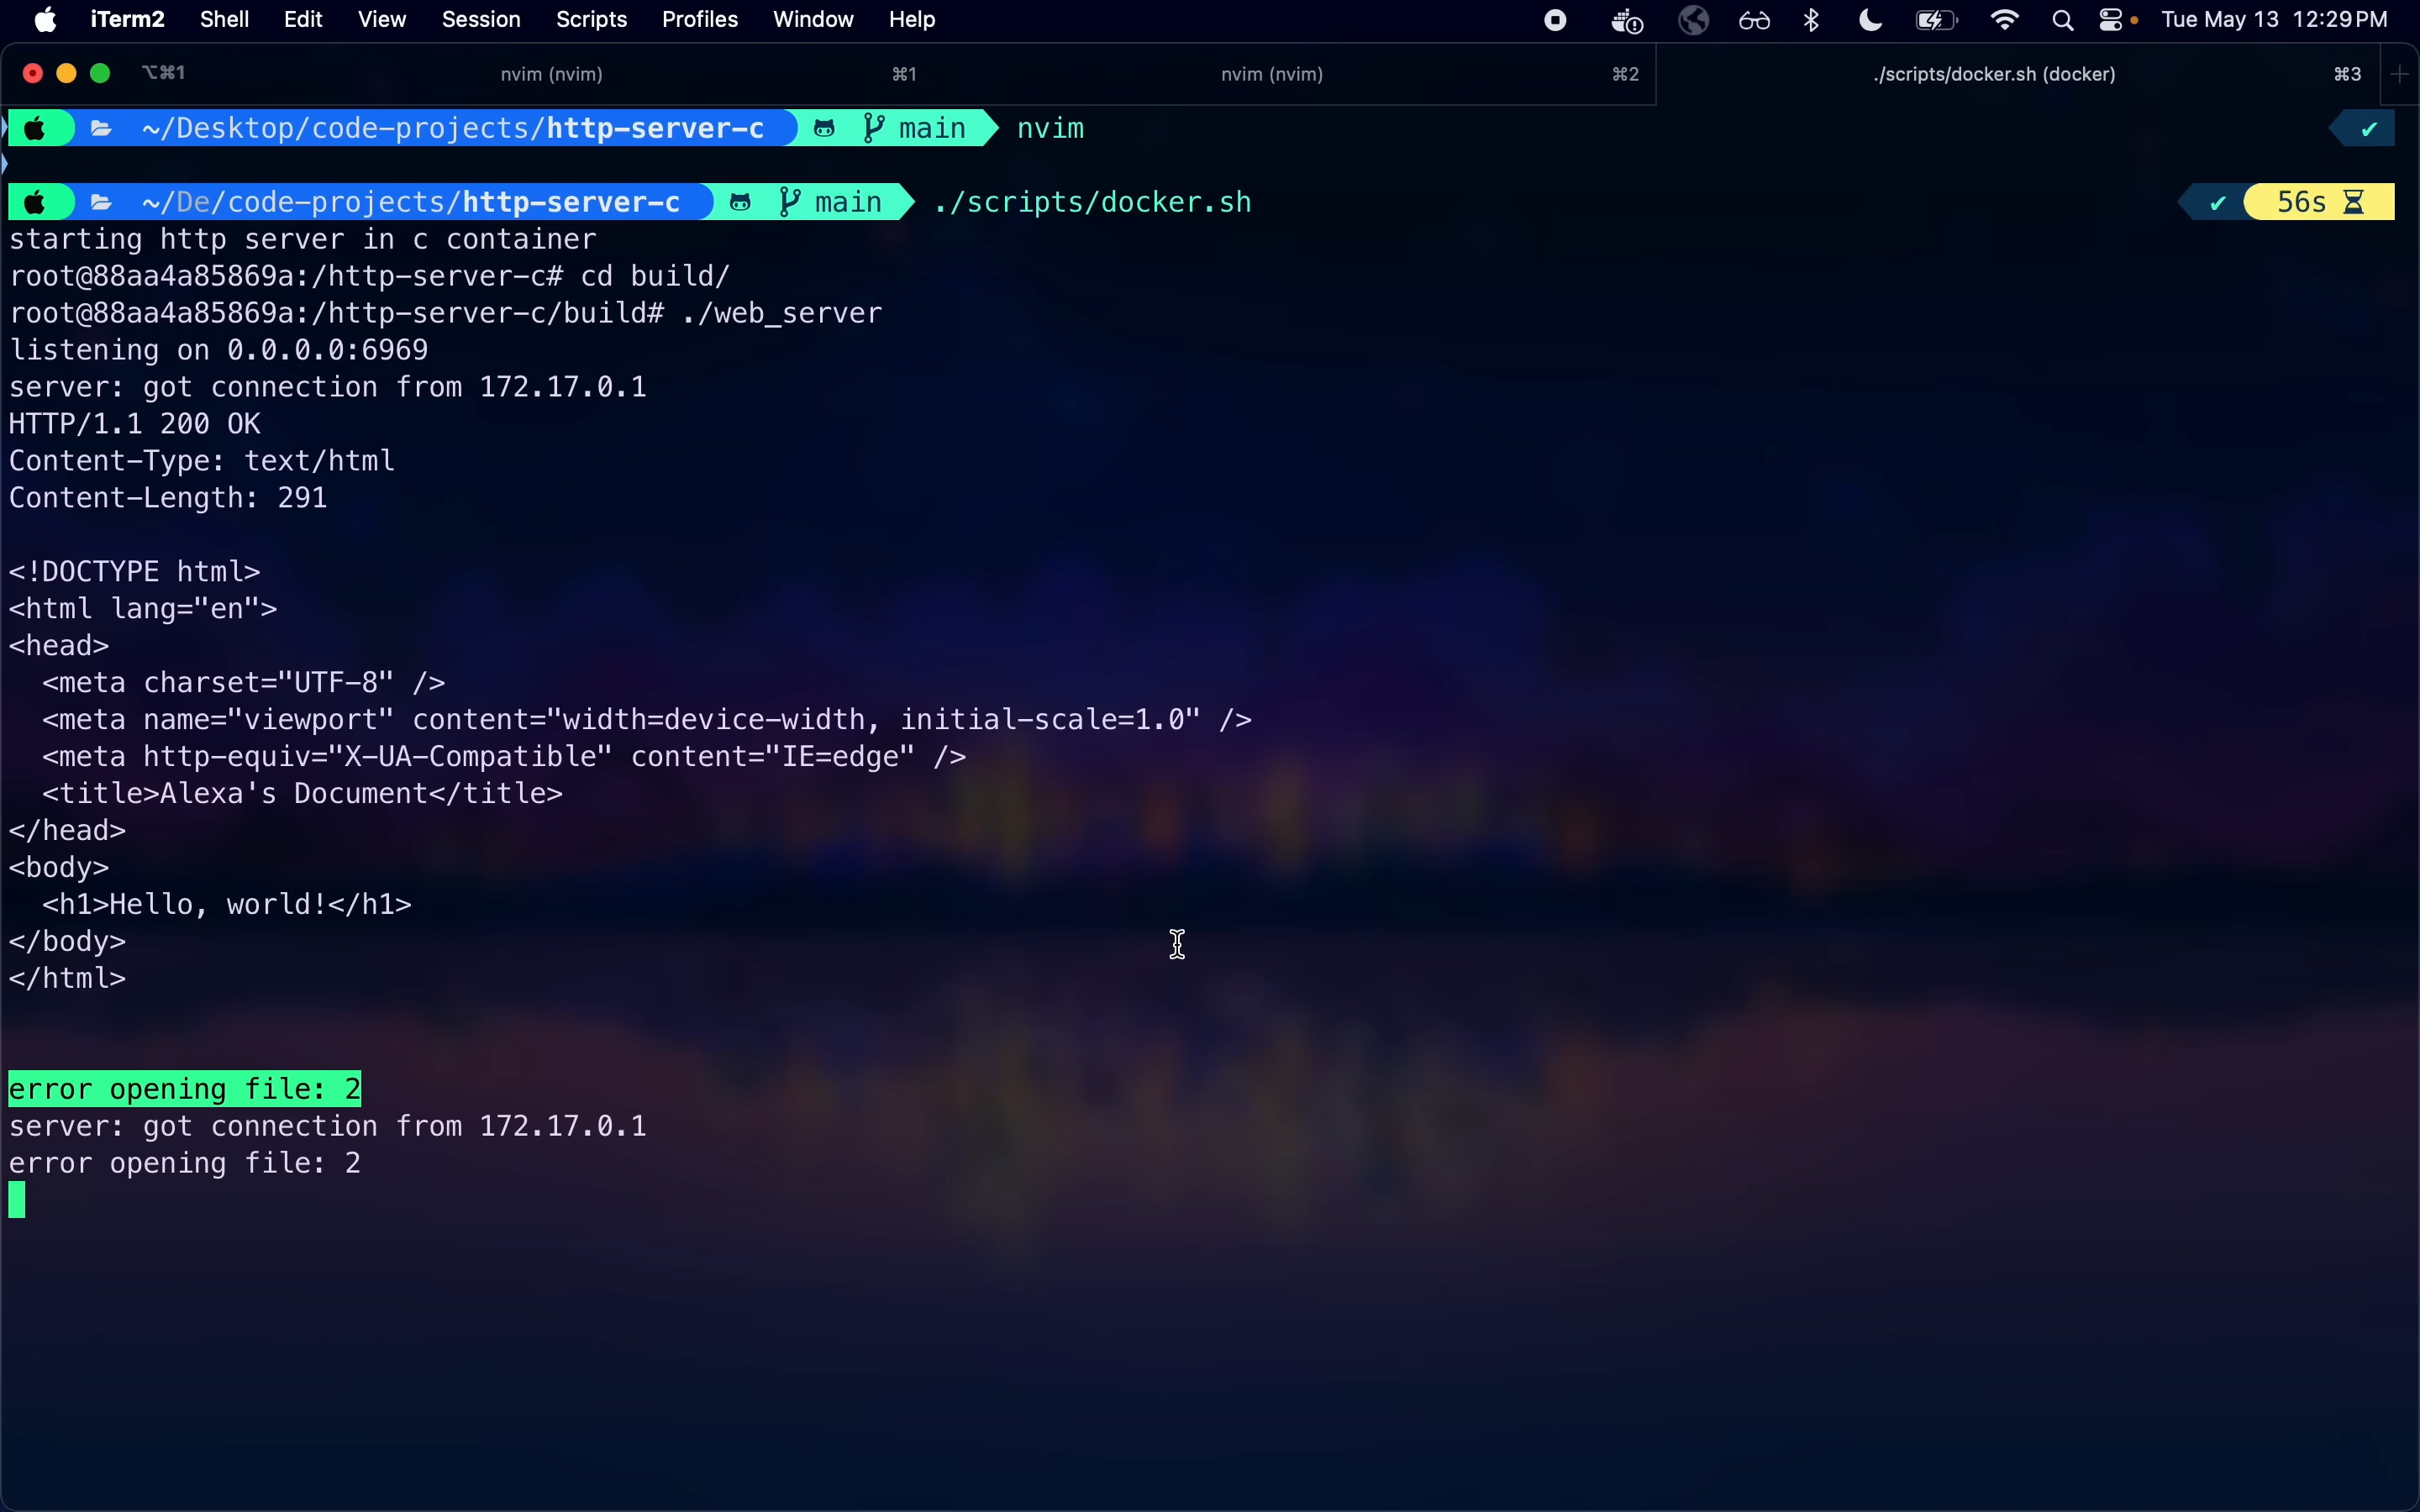 iTerm2 Shell Edit View Session Scripts Profiles Window Help Tue May 13 12:29 PM
⌥⌘1 nvim (nvim) ⌘1 nvim (nvim) ⌘2 ./scripts/docker.sh (docker) ⌘3 +
~/Desktop/code-projects/http-server-c main nvim ✔
~/De/code-projects/http-server-c main ./scripts/docker.sh ✔ 56s
starting http server in c container
root@88aa4a85869a:/http-server-c# cd build/
root@88aa4a85869a:/http-server-c/build# ./web_server
listening on 0.0.0.0:6969
server: got connection from 172.17.0.1
HTTP/1.1 200 OK
Content-Type: text/html
Content-Length: 291
<!DOCTYPE html>
<html lang="en">
<head>
  <meta charset="UTF-8" />
  <meta name="viewport" content="width=device-width, initial-scale=1.0" />
  <meta http-equiv="X-UA-Compatible" content="IE=edge" />
  <title>Alexa's Document</title>
</head>
<body>
  <h1>Hello, world!</h1>
</body>
</html>
error opening file: 2
server: got connection from 172.17.0.1
error opening file: 2